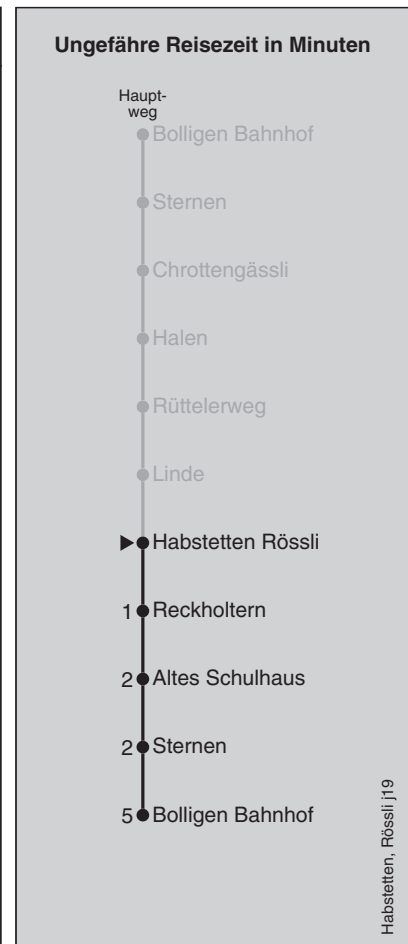 Ungefähre Reisezeit in Minuten
Haupt-
weg
Bolligen Bahnhof
Sternen
Chrottengässli
Halen
Rüttelerweg
Linde
Habstetten Rössli
1 Reckholtern
2 Altes Schulhaus
2 Sternen
5 Bolligen Bahnhof
Habstetten, Rössli j19